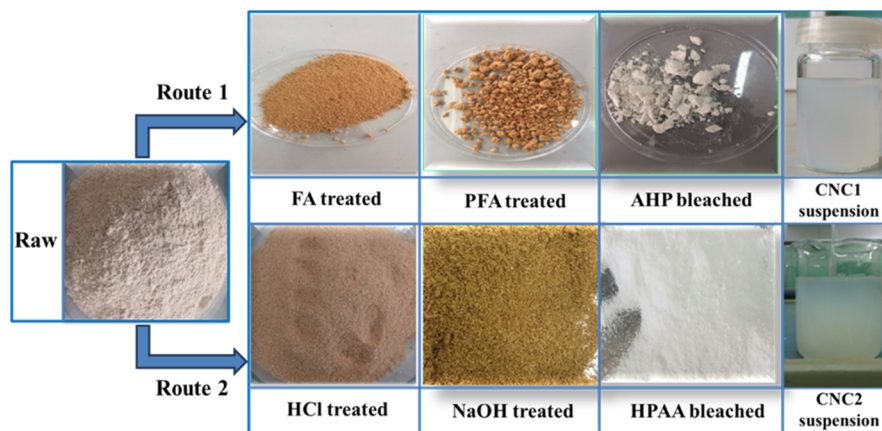 Route 1
Raw
FA treated
PFA treated
AHP bleached
CNC1
suspension
Route 2
HCl treated
NaOH treated
HPAA bleached
CNC2
suspension